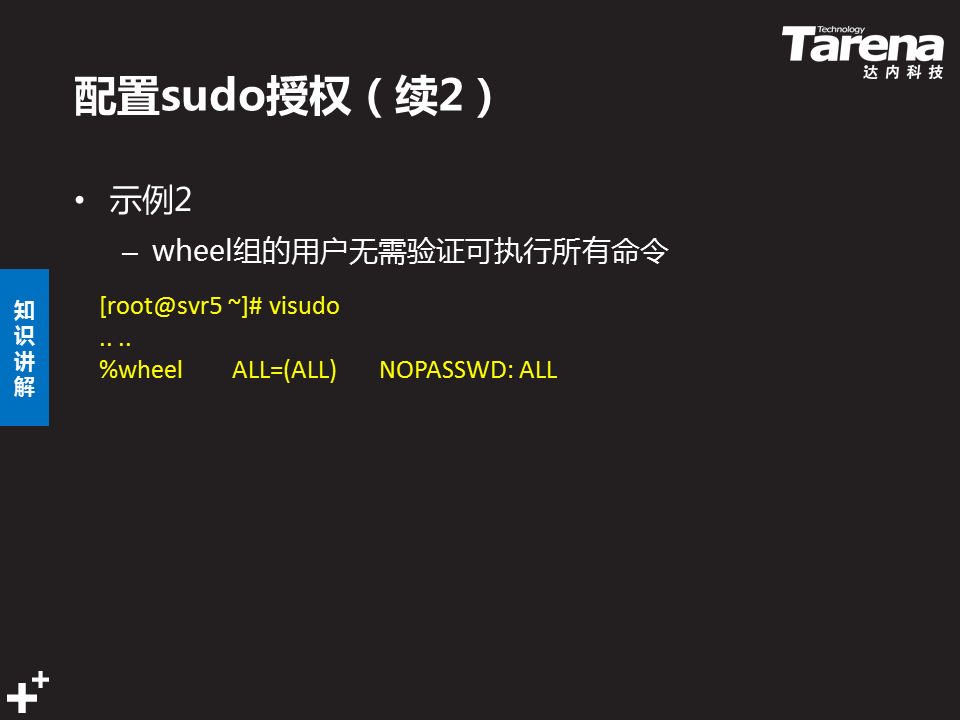 Technology
Tarena
达内科技
配置sudo授权（续2）
• 示例2
– wheel组的用户无需验证可执行所有命令
知识讲解
[root@svr5 ~]# visudo
.. ..
%wheel ALL=(ALL) NOPASSWD: ALL